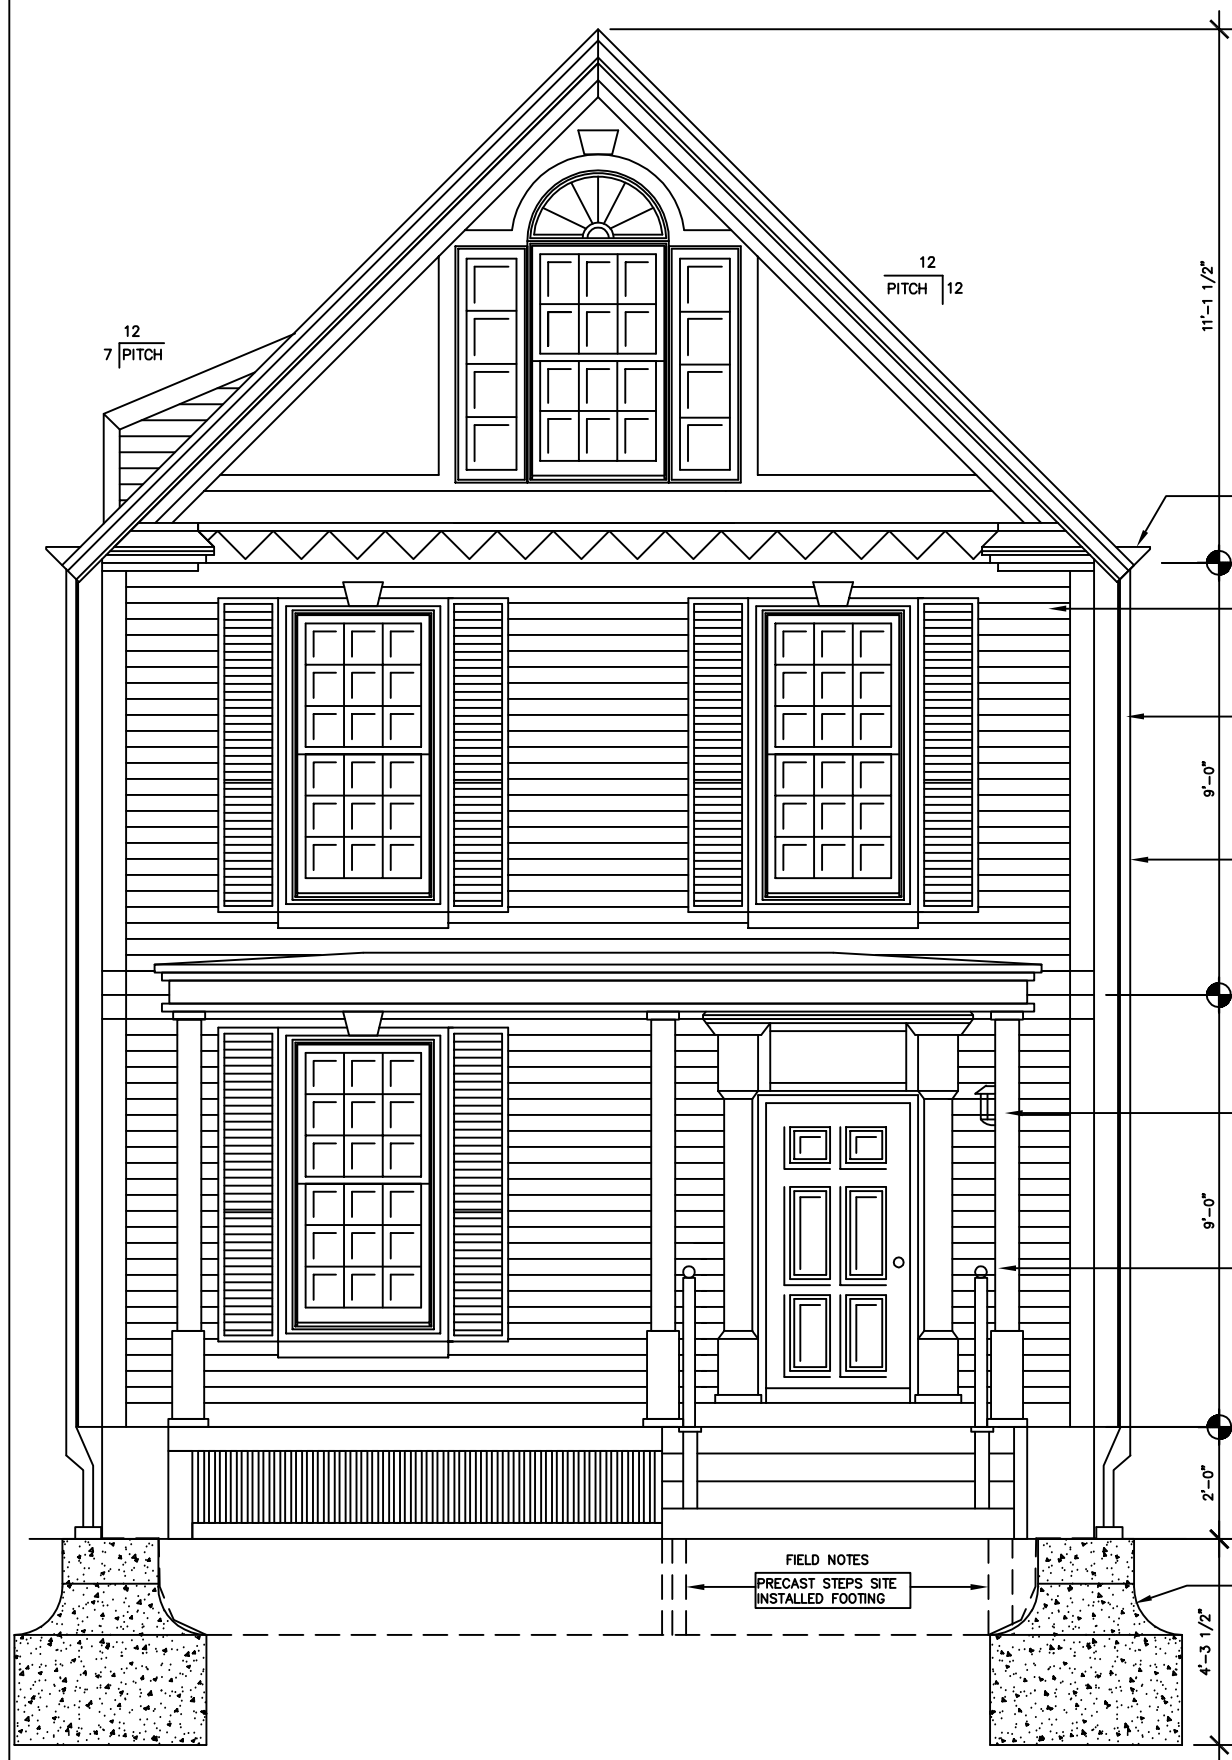 12
PITCH 12
11'-1 1/2"
12
7 PITCH
9'-0"
9'-0"
2'-0"
FIELD NOTES
PRECAST STEPS SITE
INSTALLED FOOTING
4'-3 1/2"